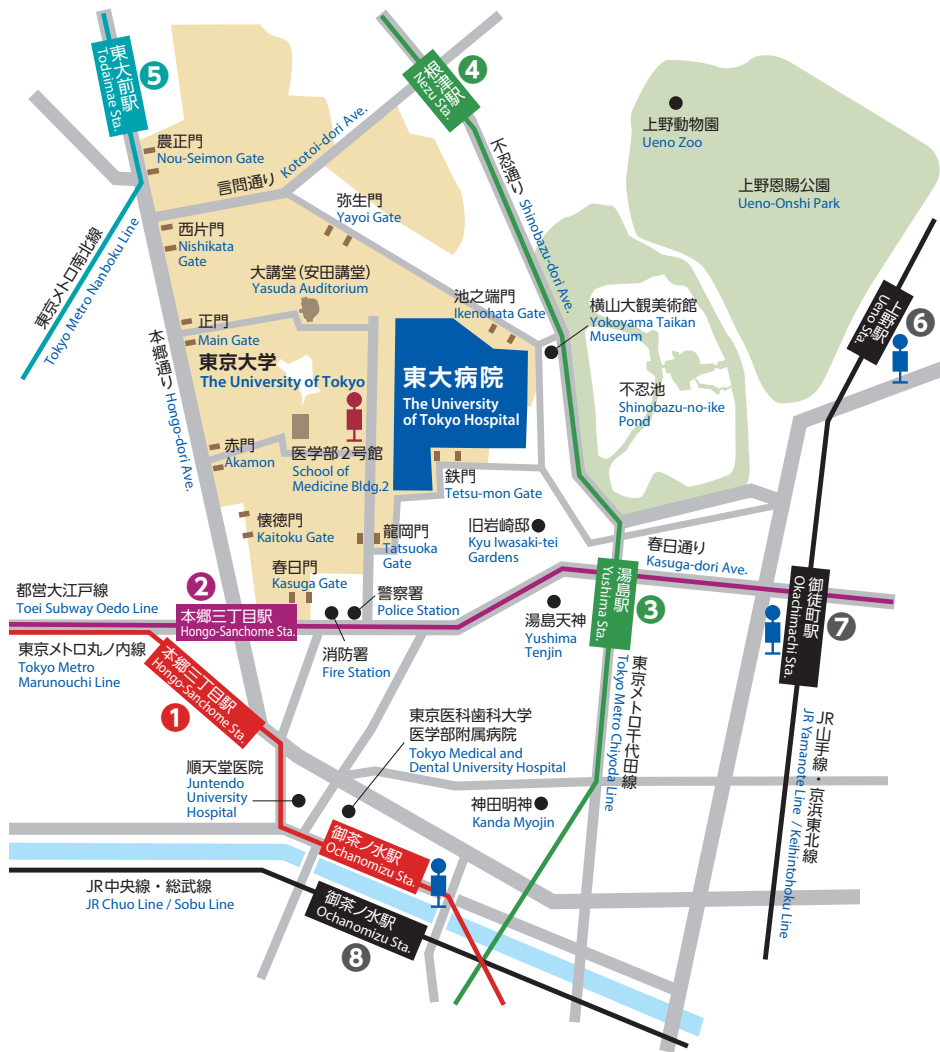 東大前駅
Todaimae Sta.
❺
根津駅
Nezu Sta.
❹
上野動物園
Ueno Zoo
農正門
Nou-Seimon Gate
言問通り Kototoi-dori Ave.
不忍通り Shinobazu-dori Ave.
上野恩賜公園
Ueno-Onshi Park
弥生門
Yayoi Gate
西片門
Nishikata
Gate
東京メトロ南北線
Tokyo Metro Nanboku Line
大講堂（安田講堂）
Yasuda Auditorium
池之端門
Ikenohata Gate
横山大観美術館
Yokoyama Taikan
Museum
上野駅
Ueno Sta.
❻
正門
Main Gate
本郷通り Hongo-dori Ave.
東京大学
The University of Tokyo
東大病院
The University
of Tokyo Hospital
不忍池
Shinobazu-no-ike
Pond
赤門
Akamon
医学部２号館
School of
Medicine Bldg.2
鉄門
Tetsu-mon Gate
懐徳門
Kaitoku Gate
龍岡門
Tatsuoka
Gate
旧岩崎邸
Kyu Iwasaki-tei
Gardens
春日通り
Kasuga-dori Ave.
春日門
Kasuga Gate
都営大江戸線
Toei Subway Oedo Line
❷
本郷三丁目駅
Hongo-Sanchome Sta.
警察署
Police Station
湯島天神
Yushima
Tenjin
湯島駅
Yushima Sta.
❸
御徒町駅
Okachimachi Sta.
❼
東京メトロ丸ノ内線
Tokyo Metro
Marunouchi Line
本郷三丁目駅
Hongo-Sanchome Sta.
❶
消防署
Fire Station
東京メトロ千代田線
Tokyo Metro Chiyoda Line
東京医科歯科大学
医学部附属病院
Tokyo Medical and
Dental University Hospital
JR山手線・京浜東北線
JR Yamanote Line / Keihintohoku Line
順天堂医院
Juntendo
University
Hospital
神田明神
Kanda Myojin
御茶ノ水駅
Ochanomizu Sta.
JR中央線・総武線
JR Chuo Line / Sobu Line
御茶ノ水駅
Ochanomizu Sta.
❽